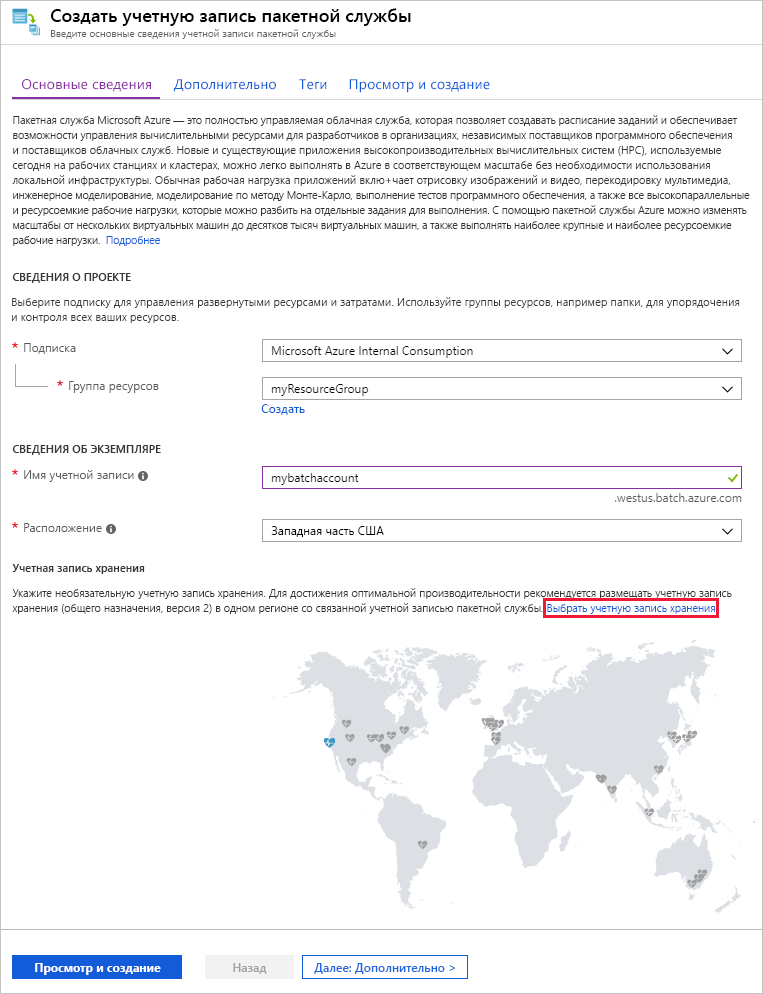 Создать учетную запись пакетной службы
Введите основные сведения учетной записи пакетной службы
Основные сведения Дополнительно Теги Просмотр и создание
Пакетная служба Microsoft Azure — это полностью управляемая облачная служба, которая позволяет создавать расписание заданий и обеспечивает
возможности управления вычислительными ресурсами для разработчиков в организациях, независимых поставщиков программного обеспечения
и поставщиков облачных служб. Новые и существующие приложения высокопроизводительных вычислительных систем (HPC), используемые
сегодня на рабочих станциях и кластерах, можно легко выполнять в Azure в соответствующем масштабе без необходимости использования
локальной инфраструктуры. Обычная рабочая нагрузка приложений вклю+чает отрисовку изображений и видео, перекодировку мультимедиа,
инженерное моделирование, моделирование по методу Монте-Карло, выполнение тестов программного обеспечения, а также все высокопараллельные
и ресурсоемкие рабочие нагрузки, которые можно разбить на отдельные задания для выполнения. С помощью пакетной службы Azure можно изменять
масштабы от нескольких виртуальных машин до десятков тысяч виртуальных машин, а также выполнять наиболее крупные и наиболее ресурсоемкие
рабочие нагрузки. Подробнее
СВЕДЕНИЯ О ПРОЕКТЕ
Выберите подписку для управления развернутыми ресурсами и затратами. Используйте группы ресурсов, например папки, для упорядочения
и контроля всех ваших ресурсов.
* Подписка
Microsoft Azure Internal Consumption
* Группа ресурсов
myResourceGroup
Создать
СВЕДЕНИЯ ОБ ЭКЗЕМПЛЯРЕ
* Имя учетной записи
mybatchaccount
.westus.batch.azure.com
* Расположение
Западная часть США
Учетная запись хранения
Укажите необязательную учетную запись хранения. Для достижения оптимальной производительности рекомендуется размещать учетную запись
хранения (общего назначения, версия 2) в одном регионе со связанной учетной записью пакетной службы. Выбрать учетную запись хранения
Просмотр и создание Назад Далее: Дополнительно >